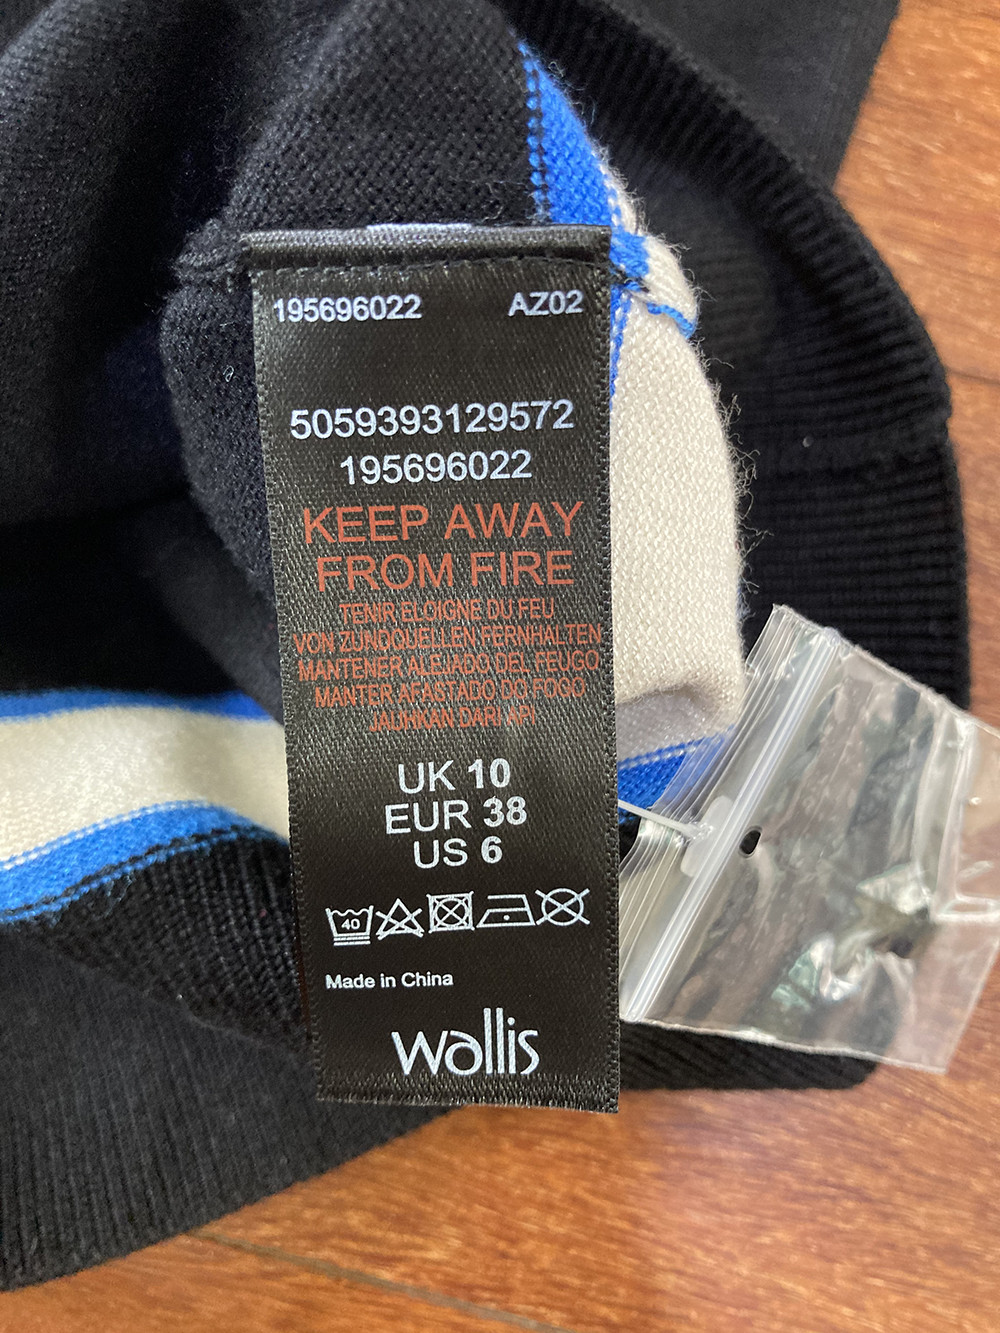 195696022 AZ02
5059393129572
195696022
KEEP AWAY
FROM FIRE
TENIR ELOIGNE DU FEU
VON ZUNDQUELLEN FERNHALTEN
MANTENER ALEJADO DEL FEUGO
MANTER AFASTADO DO FOGO
JAUHKAN DARI API
UK 10
EUR 38
US 6
40
Made in China
wallis